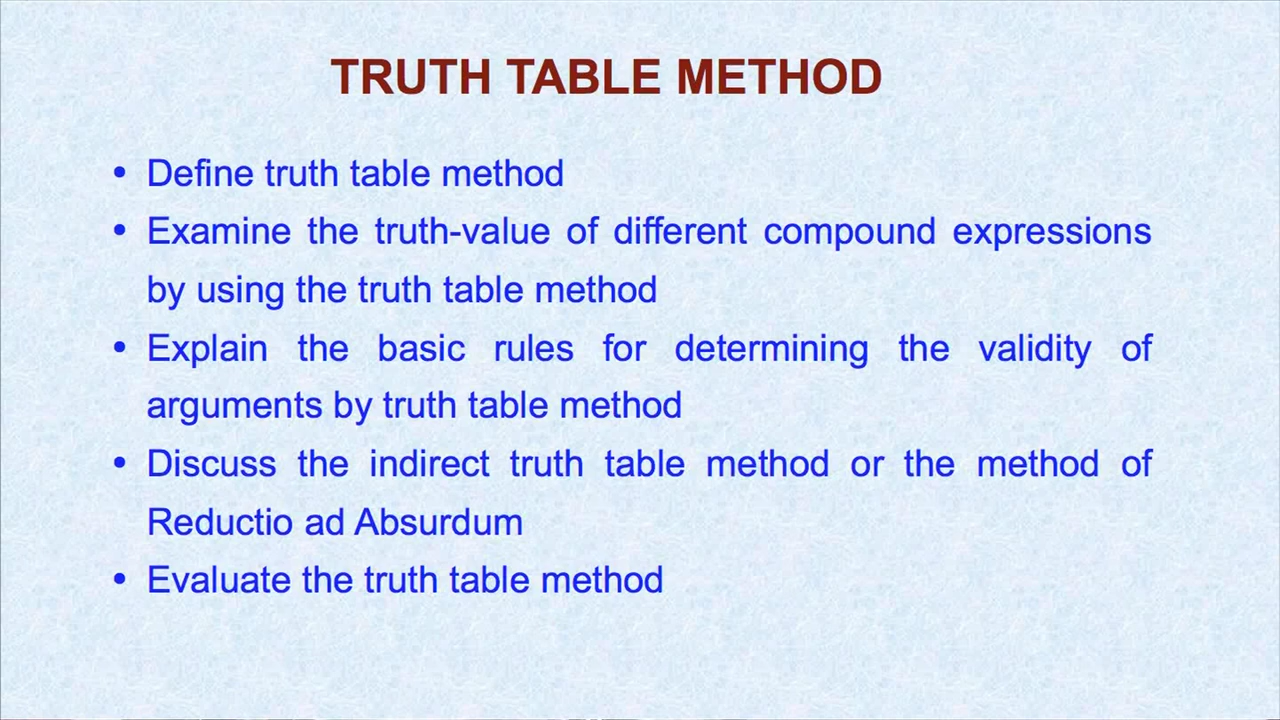 TRUTH TABLE METHOD
• Define truth table method
• Examine the truth-value of different compound expressions
by using the truth table method
• Explain the basic rules for determining the validity of
arguments by truth table method
• Discuss the indirect truth table method or the method of
Reductio ad Absurdum
• Evaluate the truth table method